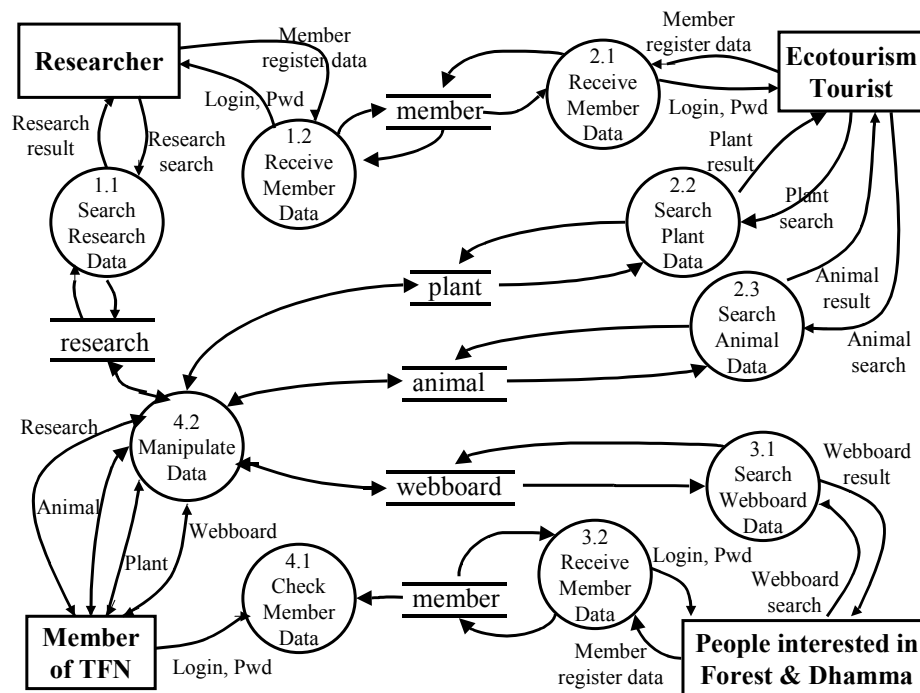 Researcher
Member
register data
Login, Pwd
1.2
Receive
Member
Data
member
2.1
Receive
Member
Data
Member
register data
Login, Pwd
Ecotourism
Tourist
Research
result
Research
search
1.1
Search
Research
Data
research
Plant
result
Plant
search
2.2
Search
Plant
Data
plant
2.3
Search
Animal
Data
Animal
result
Animal
search
animal
4.2
Manipulate
Data
Research
Animal
Plant
Webboard
webboard
3.1
Search
Webboard
Data
Webboard
result
Webboard
search
4.1
Check
Member
Data
member
3.2
Receive
Member
Data
Login, Pwd
Member
register data
Member
of TFN
Login, Pwd
People interested in
Forest & Dhamma